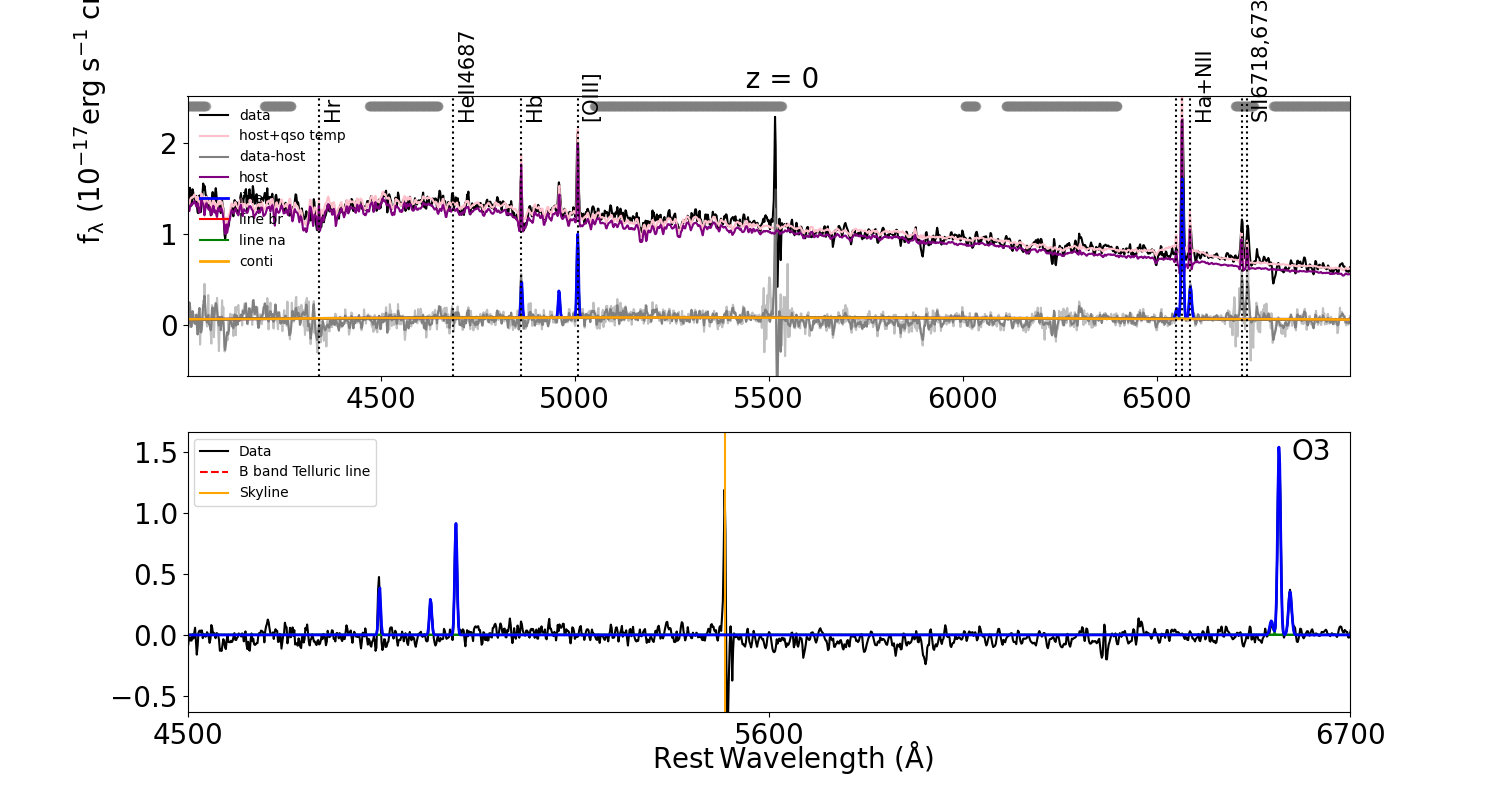 z = 0
Hr
HeII4687
Hb
[OIII]
Ha+NII
SII6718,673
f_λ (10^−17 erg s^−1 c
data
host+qso temp
data-host
host
line br
line na
conti
2
1
0
4500 5000 5500 6000 6500
Data
B band Telluric line
Skyline
O3
1.5
1.0
0.5
0.0
−0.5
4500 5600 6700
Rest Wavelength (Å)